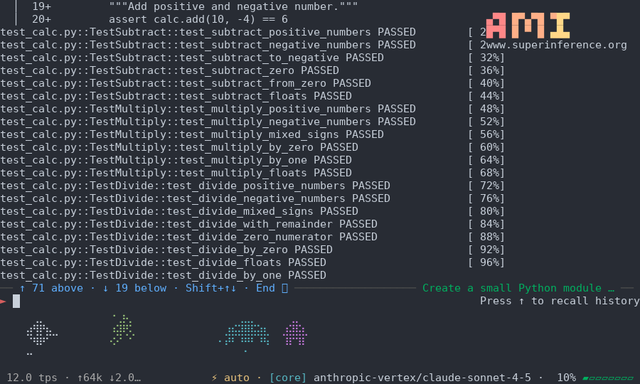 19+         """Add positive and negative number."""
20+         assert calc.add(10, -4) == 6
AMI
test_calc.py::TestSubtract::test_subtract_positive_numbers PASSED        [ 2
test_calc.py::TestSubtract::test_subtract_negative_numbers PASSED        [ 2www.superinference.org
test_calc.py::TestSubtract::test_subtract_to_negative PASSED             [ 32%]
test_calc.py::TestSubtract::test_subtract_zero PASSED                    [ 36%]
test_calc.py::TestSubtract::test_subtract_from_zero PASSED               [ 40%]
test_calc.py::TestSubtract::test_subtract_floats PASSED                  [ 44%]
test_calc.py::TestMultiply::test_multiply_positive_numbers PASSED        [ 48%]
test_calc.py::TestMultiply::test_multiply_negative_numbers PASSED        [ 52%]
test_calc.py::TestMultiply::test_multiply_mixed_signs PASSED             [ 56%]
test_calc.py::TestMultiply::test_multiply_by_zero PASSED                 [ 60%]
test_calc.py::TestMultiply::test_multiply_by_one PASSED                  [ 64%]
test_calc.py::TestMultiply::test_multiply_floats PASSED                  [ 68%]
test_calc.py::TestDivide::test_divide_positive_numbers PASSED            [ 72%]
test_calc.py::TestDivide::test_divide_negative_numbers PASSED            [ 76%]
test_calc.py::TestDivide::test_divide_mixed_signs PASSED                 [ 80%]
test_calc.py::TestDivide::test_divide_with_remainder PASSED              [ 84%]
test_calc.py::TestDivide::test_divide_zero_numerator PASSED              [ 88%]
test_calc.py::TestDivide::test_divide_by_zero PASSED                     [ 92%]
test_calc.py::TestDivide::test_divide_floats PASSED                      [ 96%]
test_calc.py::TestDivide::test_divide_by_one PASSED
↑ 71 above · ↓ 19 below · Shift+↑↓ · End Create a small Python module …
Press ↑ to recall history
12.0 tps · ↑64k ↓2.0… ⚡ auto · [core] anthropic-vertex/claude-sonnet-4-5 · 10%